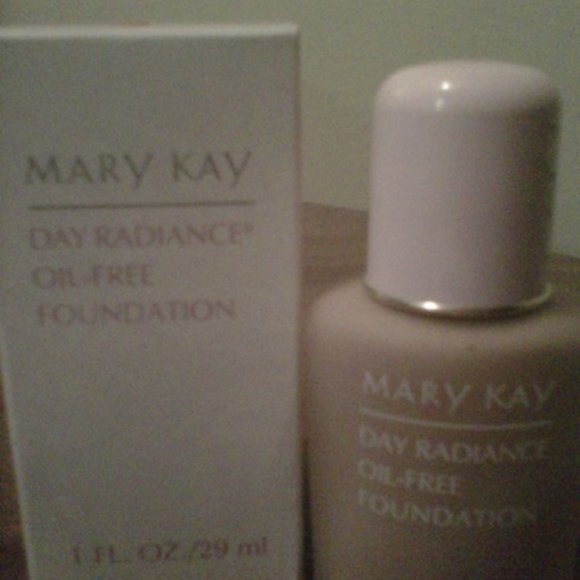 MARY KAY
DAY RADIANCE®
OIL-FREE
FOUNDATION
1 FL. OZ./29 ml
MARY KAY
DAY RADIANCE
OIL-FREE
FOUNDATION